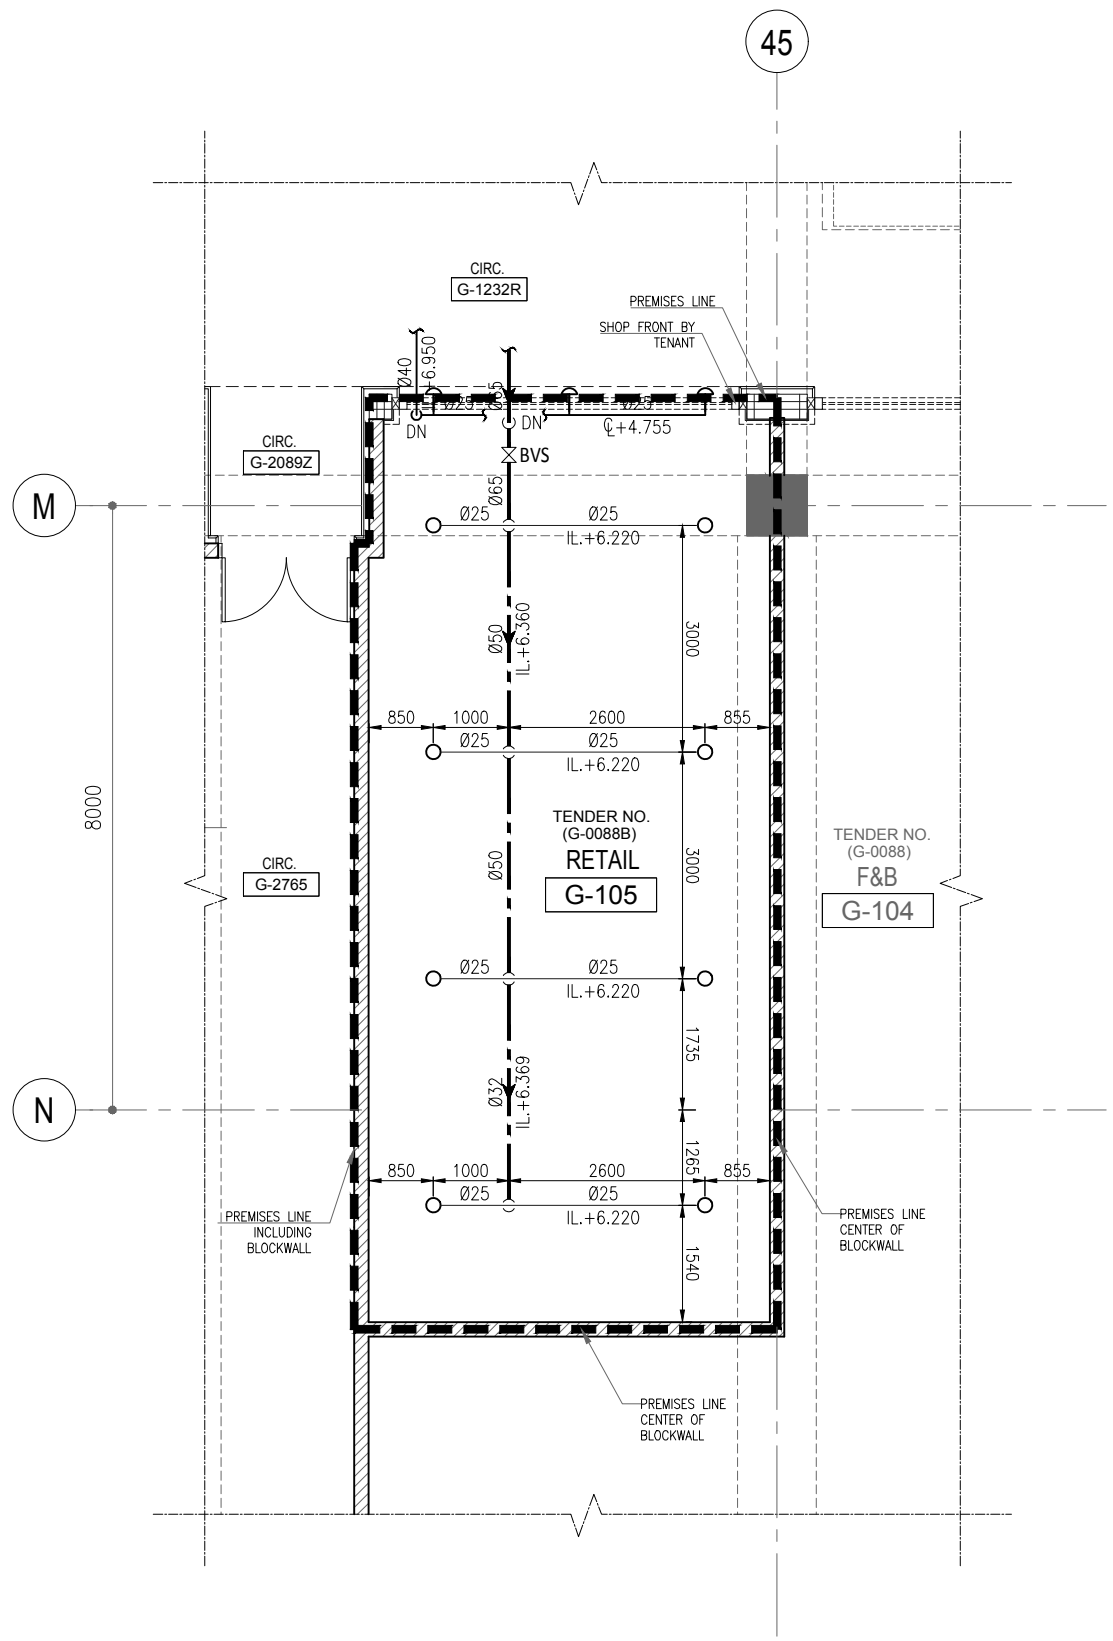 45
CIRC.
G-1232R
PREMISES LINE
SHOP FRONT BY
TENANT
Ø40
Ø65
Ø25
Ø25
DN
DN
℄+4.755
CIRC.
G-2089Z
BVS
M
Ø65
Ø25
Ø25
IL.+6.220
Ø50
IL.+6.360
3000
850
1000
2600
855
Ø25
Ø25
IL.+6.220
8000
TENDER NO.
(G-0088B)
RETAIL
G-105
TENDER NO.
(G-0088)
F&B
G-104
Ø50
3000
CIRC.
G-2765
Ø25
Ø25
IL.+6.220
1735
Ø32
IL.+6.369
N
1265
850
1000
2600
855
Ø25
Ø25
IL.+6.220
PREMISES LINE
INCLUDING
BLOCKWALL
PREMISES LINE
CENTER OF
BLOCKWALL
1540
PREMISES LINE
CENTER OF
BLOCKWALL